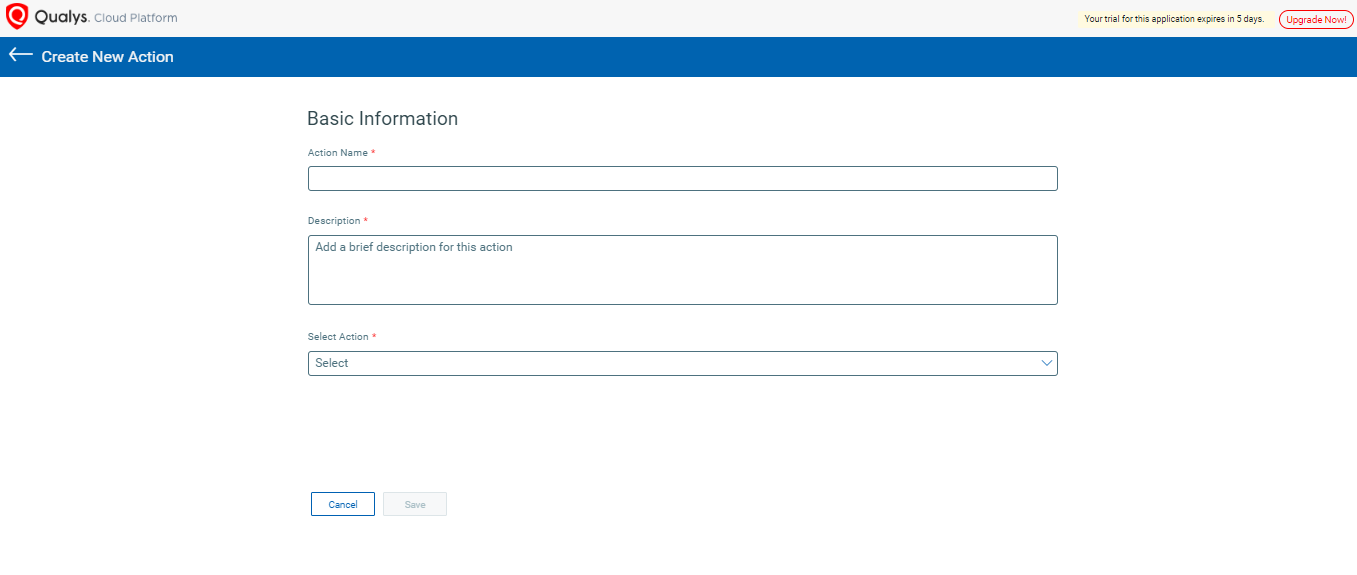 Qualys. Cloud Platform
Your trial for this application expires in 5 days. Upgrade Now!
Create New Action
Basic Information
Action Name *
Description *
Add a brief description for this action
Select Action *
Select
Cancel Save